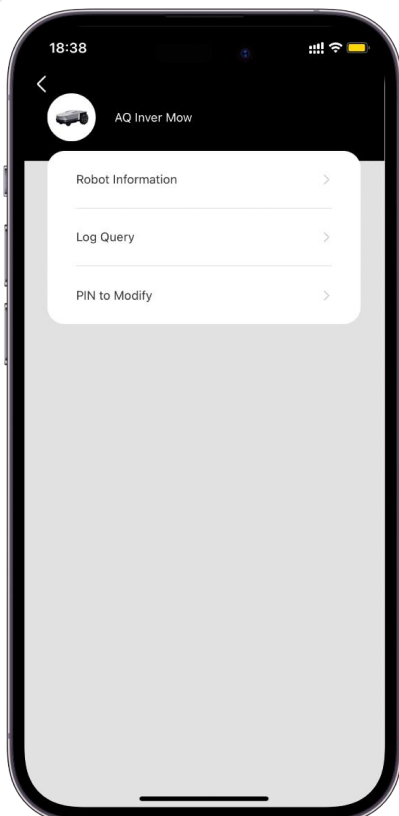 18:38
AQ Inver Mow
Robot Information
Log Query
PIN to Modify